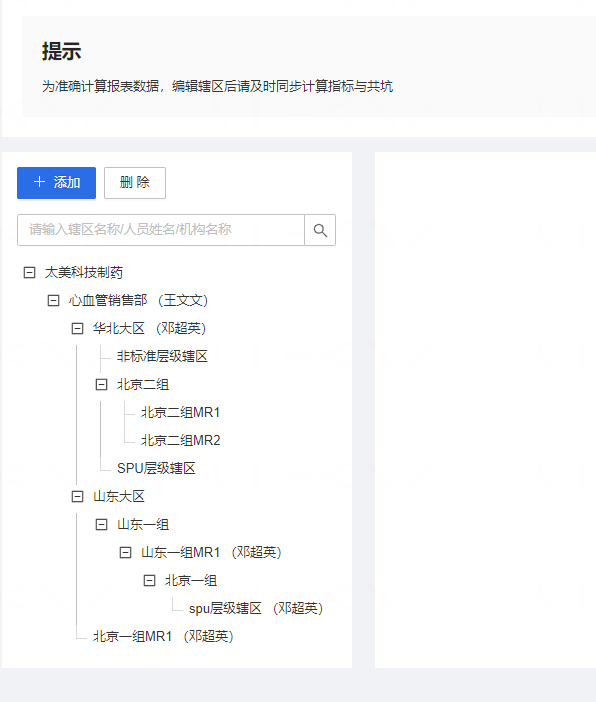 提示
为准确计算报表数据，编辑辖区后请及时同步计算指标与共坑
添加 删 除
请输入辖区名称/人员姓名/机构名称
太美科技制药
心血管销售部 （王文文）
华北大区 （邓超英）
非标准层级辖区
北京二组
北京二组MR1
北京二组MR2
SPU层级辖区
山东大区
山东一组
山东一组MR1 （邓超英）
北京一组
spu层级辖区 （邓超英）
北京一组MR1 （邓超英）